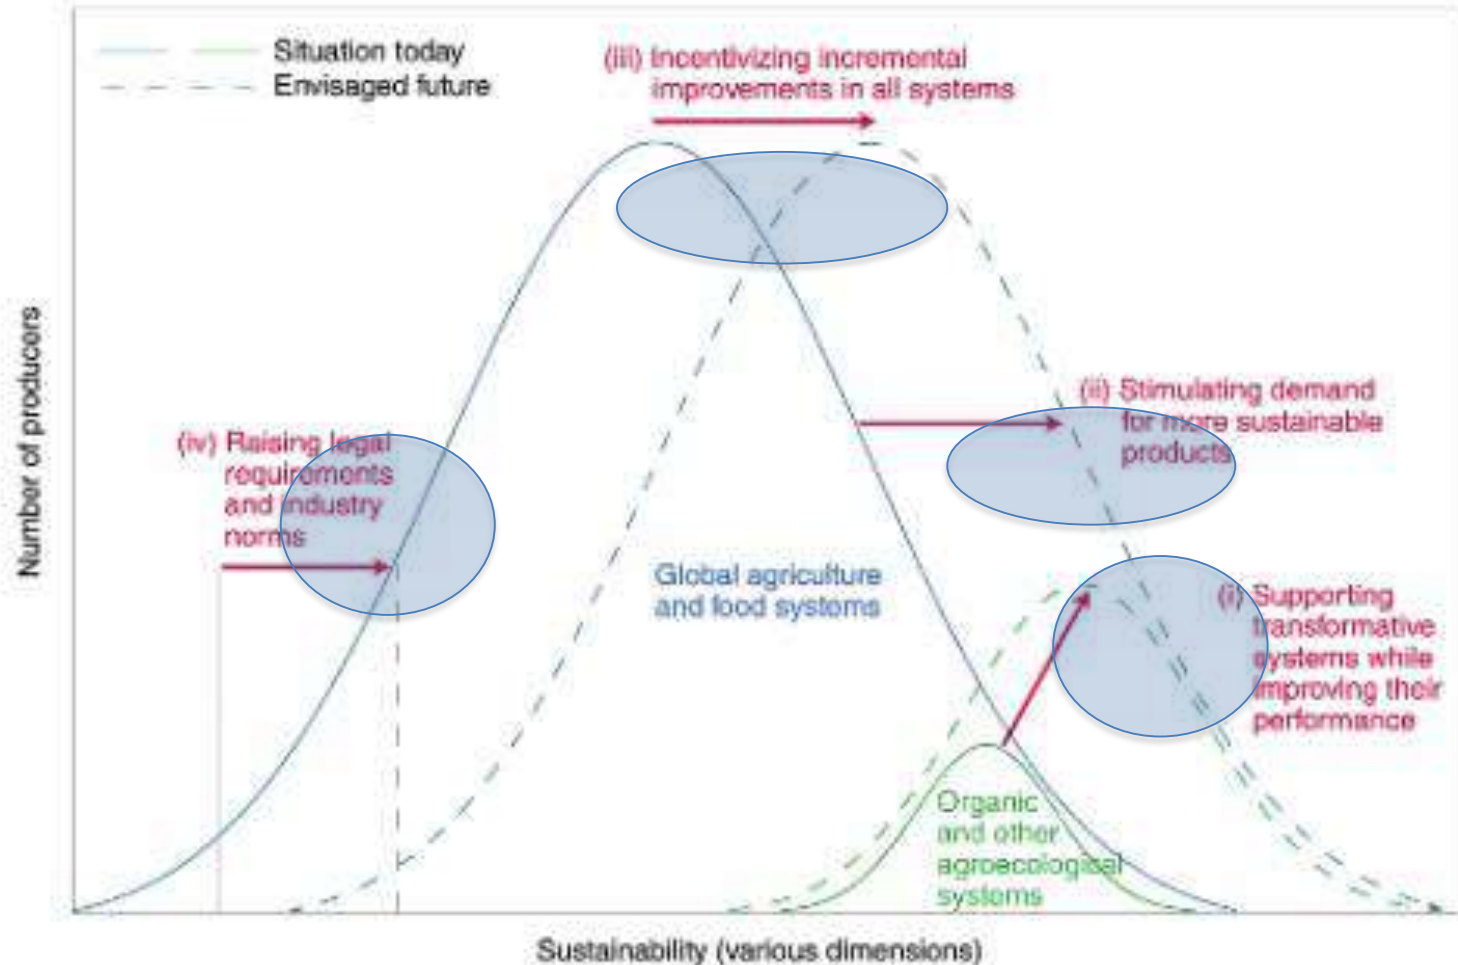 Situation today
Envisaged future
(iii) Incentivizing incremental
improvements in all systems
(ii) Stimulating demand
for more sustainable
products
(iv) Raising legal
requirements
and industry
norms
Number of producers
Global agriculture
and food systems
(i) Supporting
transformative
systems while
improving their
performance
Organic
and other
agroecological
systems
Sustainability (various dimensions)